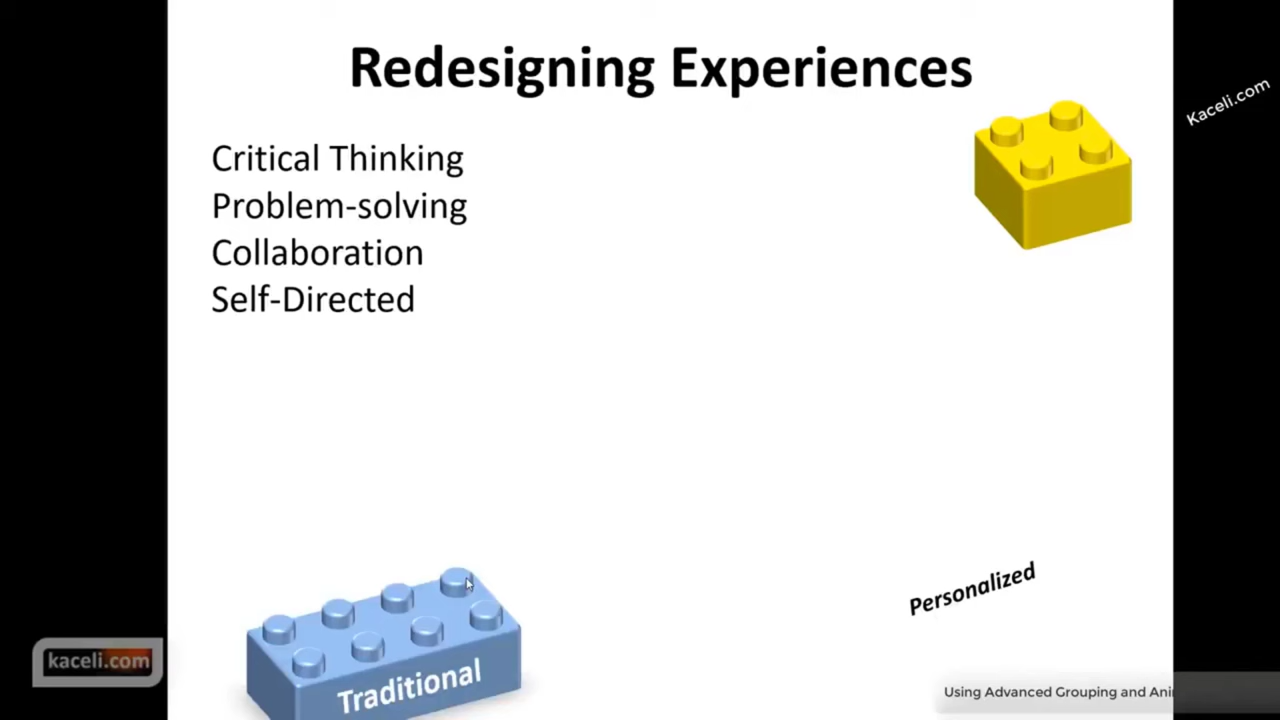 Redesigning Experiences
Kaceli.com
Critical Thinking
Problem-solving
Collaboration
Self-Directed
Personalized
kaceli.com
Traditional
Using Advanced Grouping and